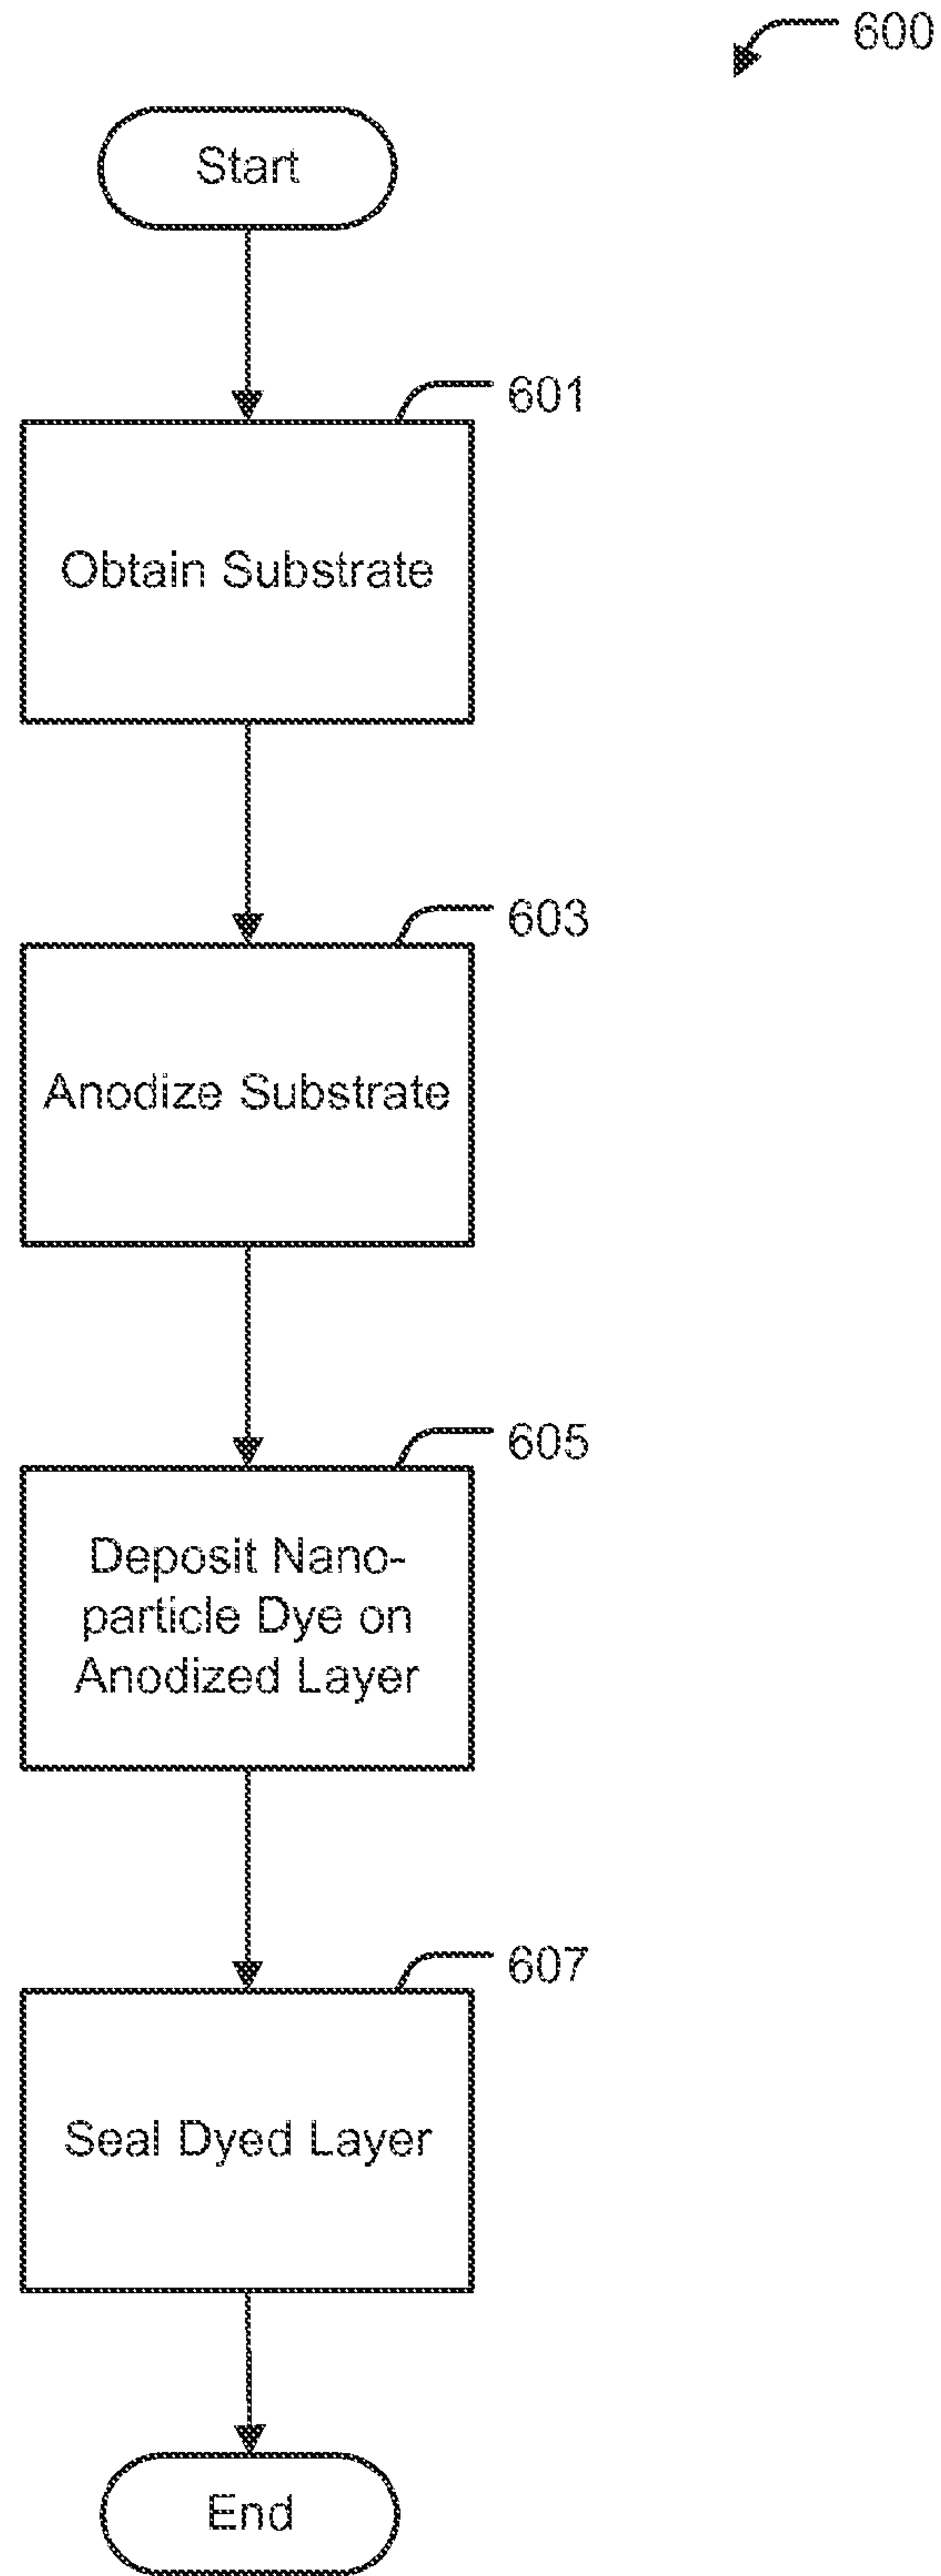 600
Start
601
Obtain Substrate
603
Anodize Substrate
605
Deposit Nano-
particle Dye on
Anodized Layer
607
Seal Dyed Layer
End